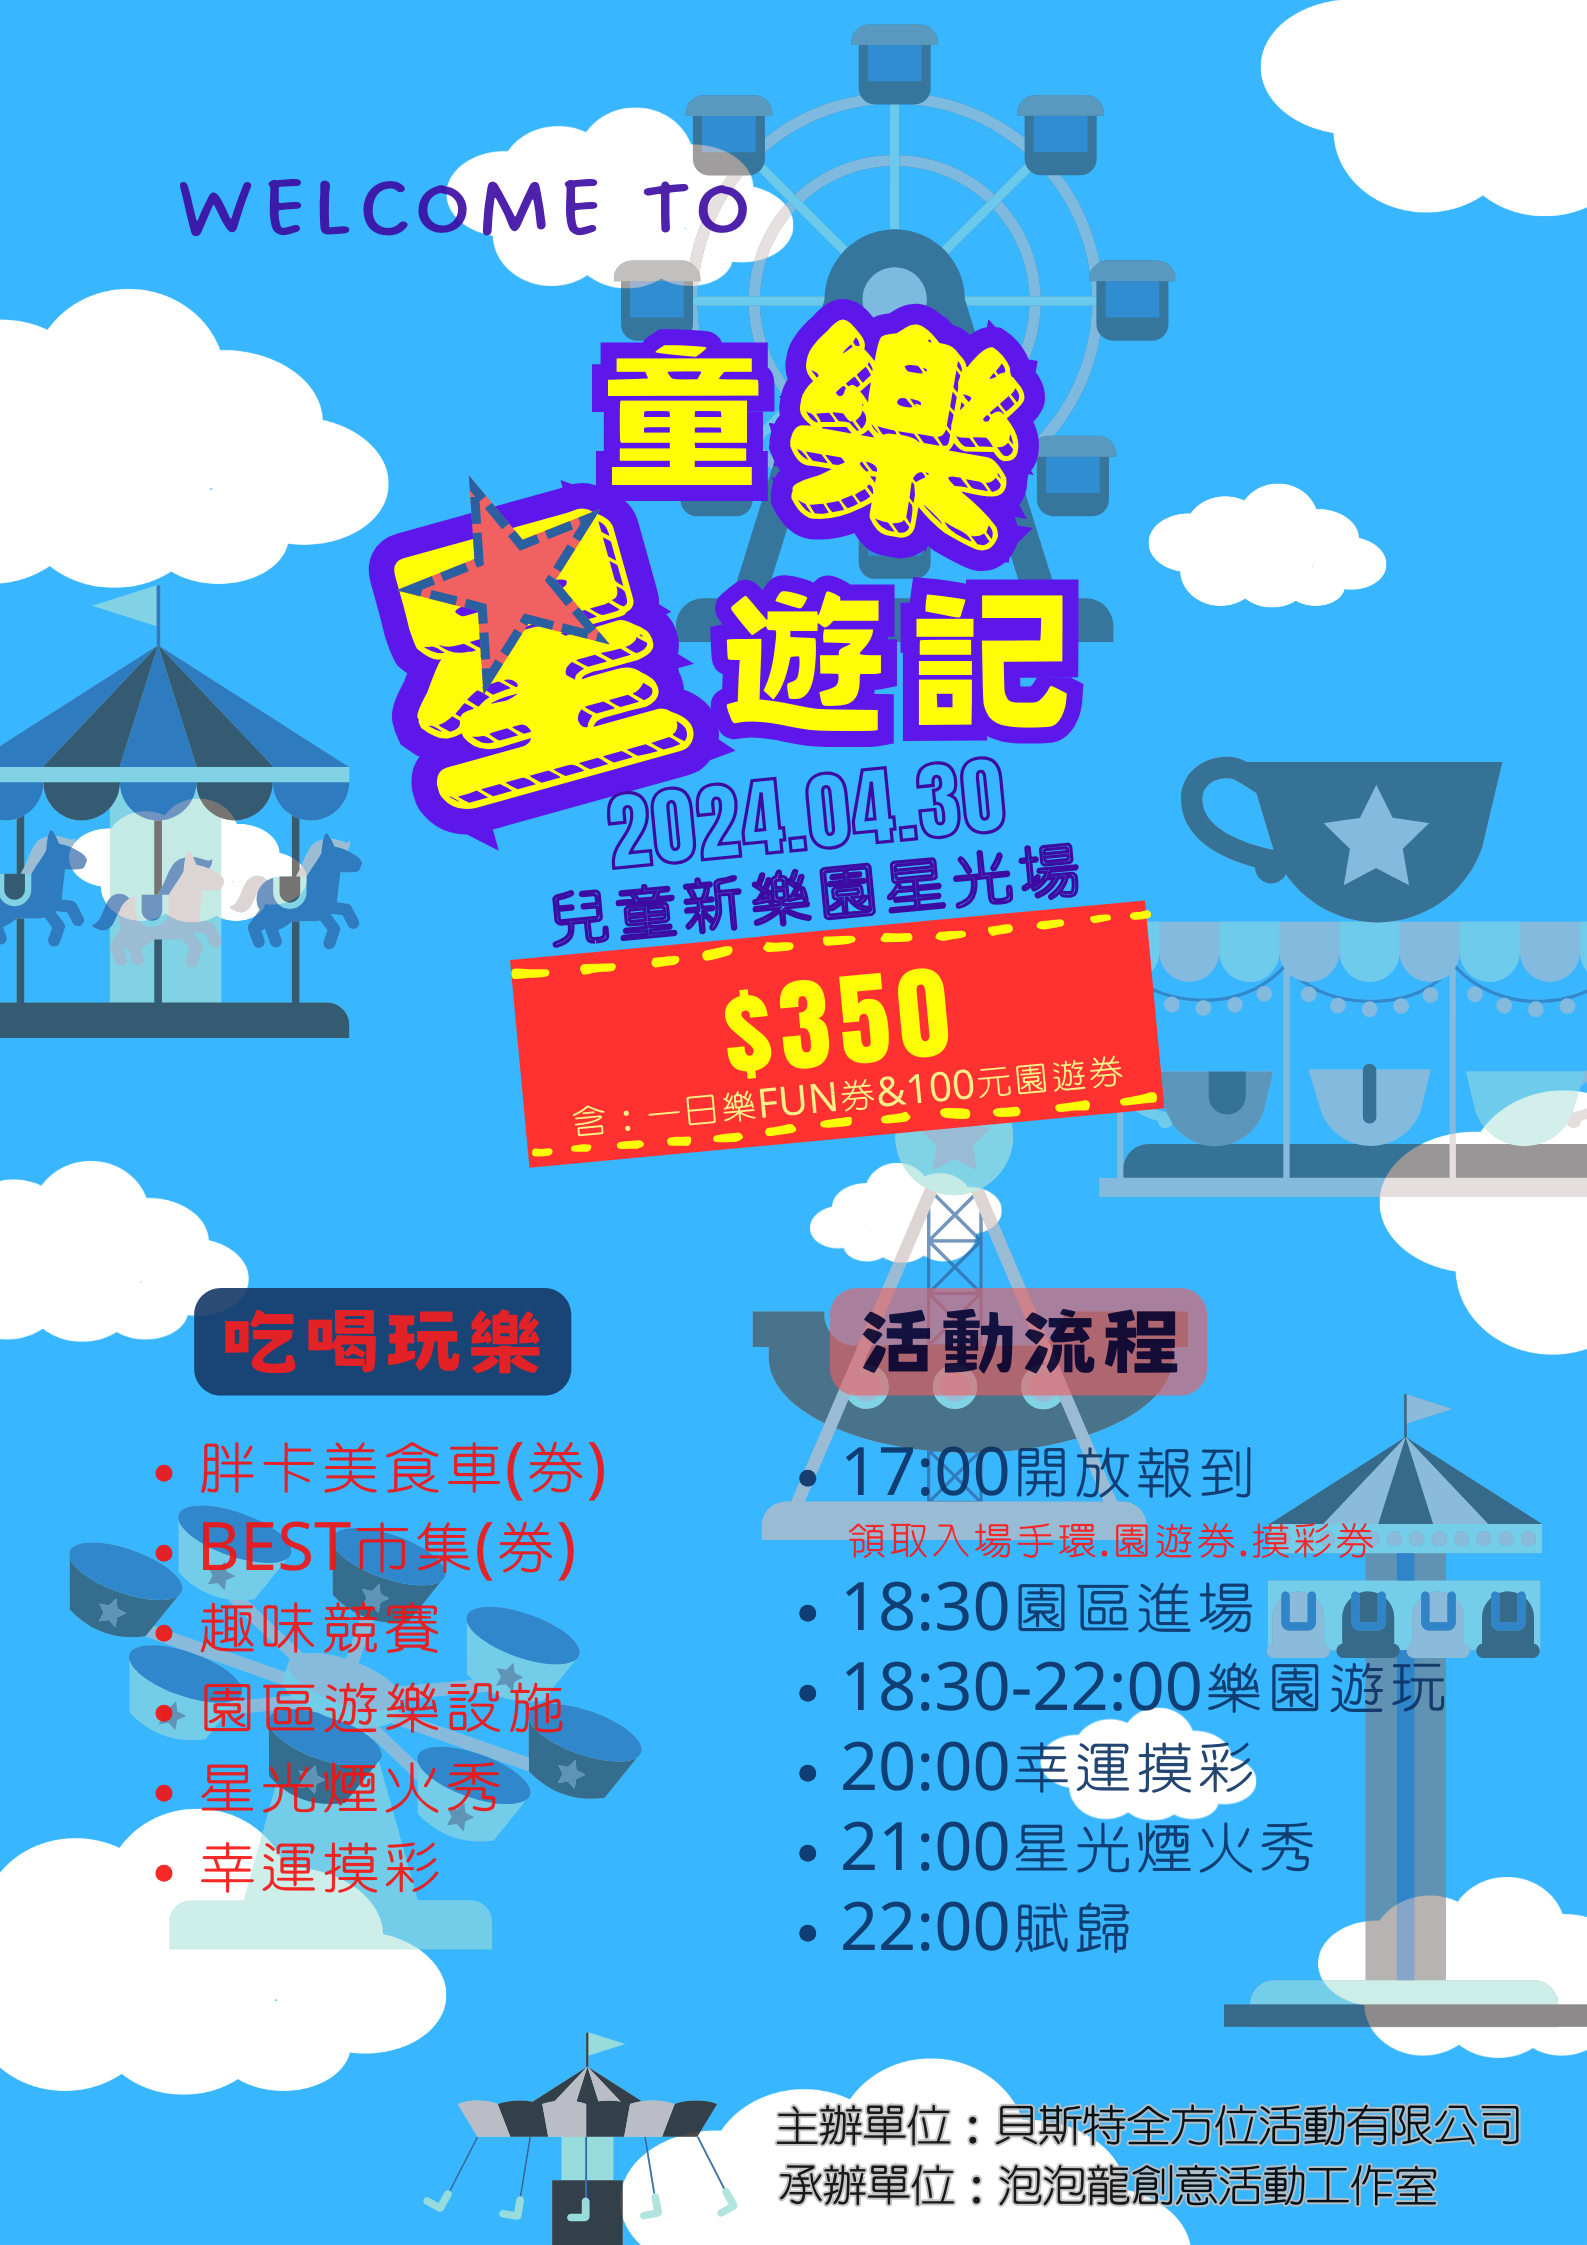 WELCOME TO
童樂
星遊記
2024.04.30
兒童新樂園星光場
$350
含：一日樂FUN券&100元園遊券
吃喝玩樂
• 胖卡美食車(券)
• BEST市集(券)
• 趣味競賽
• 園區遊樂設施
• 星光煙火秀
• 幸運摸彩
活動流程
• 17:00開放報到
領取入場手環.園遊券.摸彩券
• 18:30園區進場
• 18:30-22:00樂園遊玩
• 20:00幸運摸彩
• 21:00星光煙火秀
• 22:00賦歸
主辦單位：貝斯特全方位活動有限公司
承辦單位：泡泡龍創意活動工作室